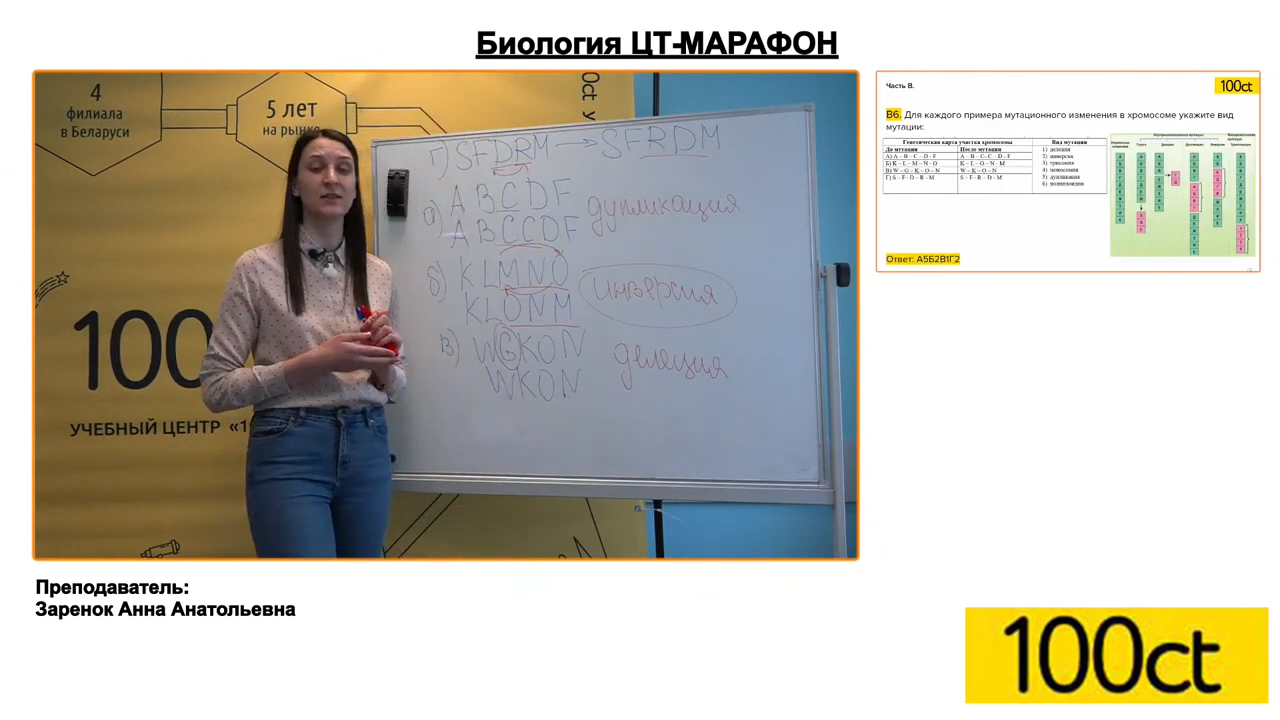 Биология ЦТ-МАРАФОН
4
филиала
в Беларуси
5 лет
на рынке
100ct у
100
УЧЕБНЫЙ ЦЕНТР «1
Г) SFDRM → SFRDM
а) ABCDF
ABCCDF
дупликация
б) KLMNO
KLONM
инверсия
в) WGKON
WKON
делеция
Часть В.
100ct
В6. Для каждого примера мутационного изменения в хромосоме укажите вид
мутации:
Генетическая карта участка хромосомы
Вид мутации
До мутации
После мутации
А) A – B – C – D - F
A – B – C – C – D - F
Б) K – L – M – N - O
K – L – O – N - M
В) W – G – K – O – N
W – K – O – N
Г) S - F - D - R - M
S - F - R - D - M
1) делеция
2) инверсия
3) трисомия
4) моносомия
5) дупликация
6) полиплоидия
Ответ: А5Б2В1Г2
Преподаватель:
Заренок Анна Анатольевна
100ct